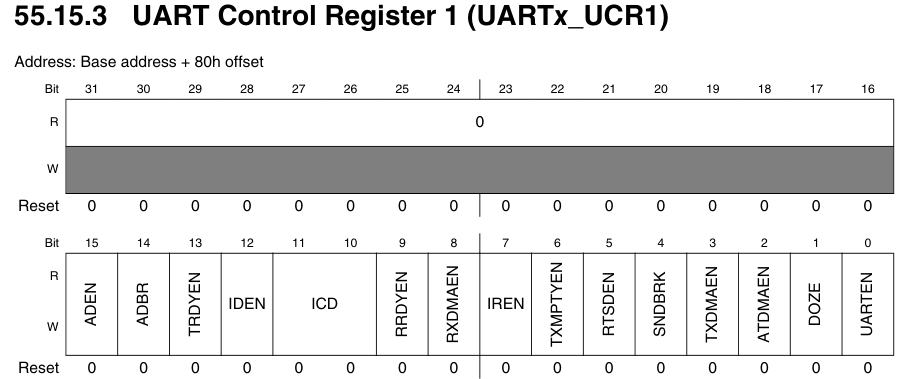 55.15.3 UART Control Register 1 (UARTx_UCR1)
Address: Base address + 80h offset
Bit 31 30 29 28 27 26 25 24 23 22 21 20 19 18 17 16
R 0
W
Reset 0 0 0 0 0 0 0 0 0 0 0 0 0 0 0 0
Bit 15 14 13 12 11 10 9 8 7 6 5 4 3 2 1 0
R
ADEN ADBR TRDYEN IDEN ICD RRDYEN RXDMAEN IREN TXMPTYEN RTSDEN SNDBRK TXDMAEN ATDMAEN DOZE UARTEN
W
Reset 0 0 0 0 0 0 0 0 0 0 0 0 0 0 0 0